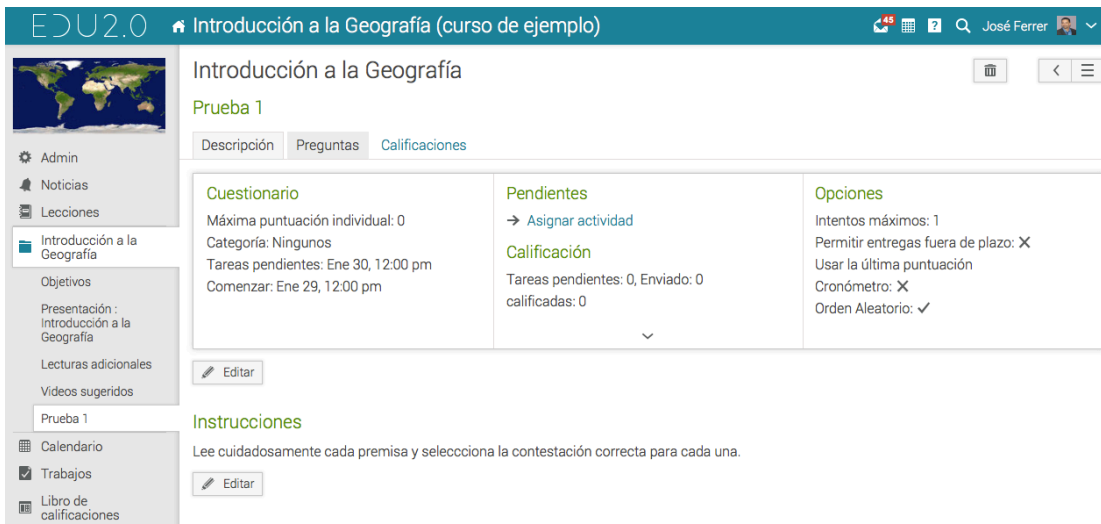 EDU2.0
Introducción a la Geografía (curso de ejemplo)
45
?
José Ferrer
Introducción a la Geografía
Prueba 1
Descripción
Preguntas
Calificaciones
Admin
Noticias
Lecciones
Introducción a la
Geografía
Objetivos
Presentación :
Introducción a la
Geografía
Lecturas adicionales
Videos sugeridos
Prueba 1
Calendario
Trabajos
Libro de
calificaciones
Cuestionario
Máxima puntuación individual: 0
Categoría: Ningunos
Tareas pendientes: Ene 30, 12:00 pm
Comenzar: Ene 29, 12:00 pm
Pendientes
→ Asignar actividad
Calificación
Tareas pendientes: 0, Enviado: 0
calificadas: 0
Opciones
Intentos máximos: 1
Permitir entregas fuera de plazo: ✕
Usar la última puntuación
Cronómetro: ✕
Orden Aleatorio: ✓
Editar
Instrucciones
Lee cuidadosamente cada premisa y seleccciona la contestación correcta para cada una.
Editar